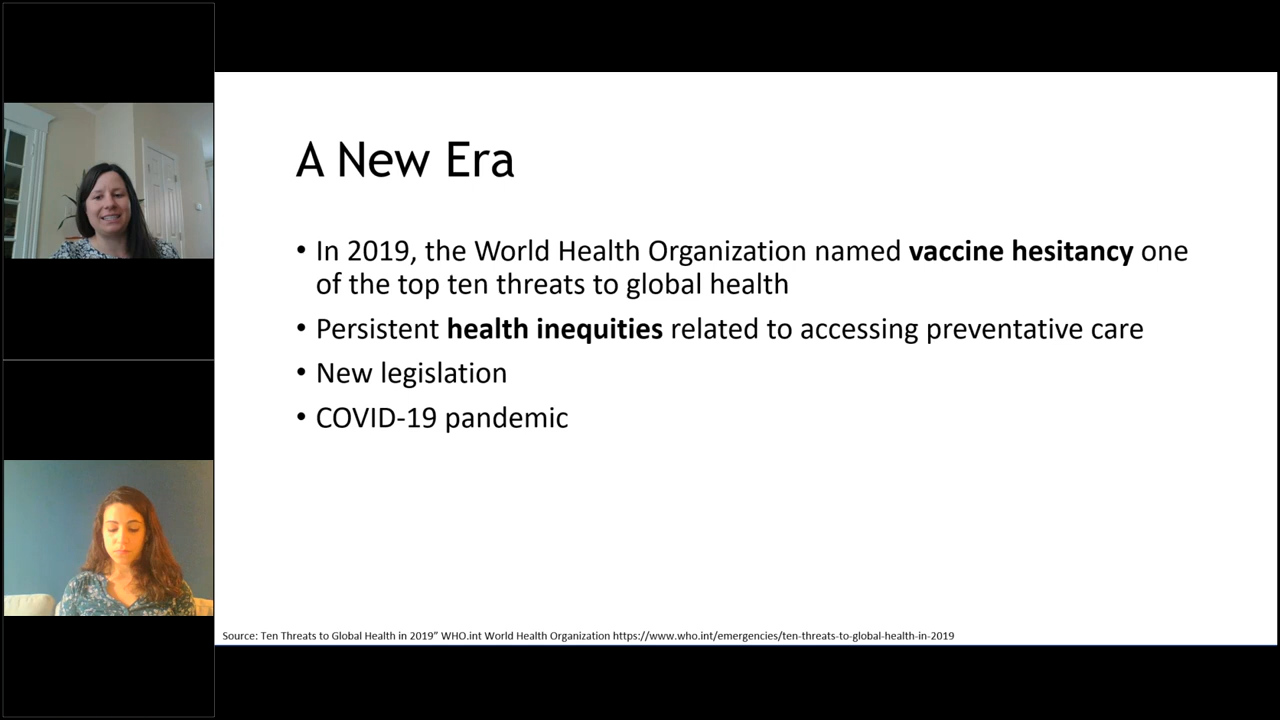 A New Era
• In 2019, the World Health Organization named vaccine hesitancy one
of the top ten threats to global health
• Persistent health inequities related to accessing preventative care
• New legislation
• COVID-19 pandemic
Source: Ten Threats to Global Health in 2019” WHO.int World Health Organization https://www.who.int/emergencies/ten-threats-to-global-health-in-2019